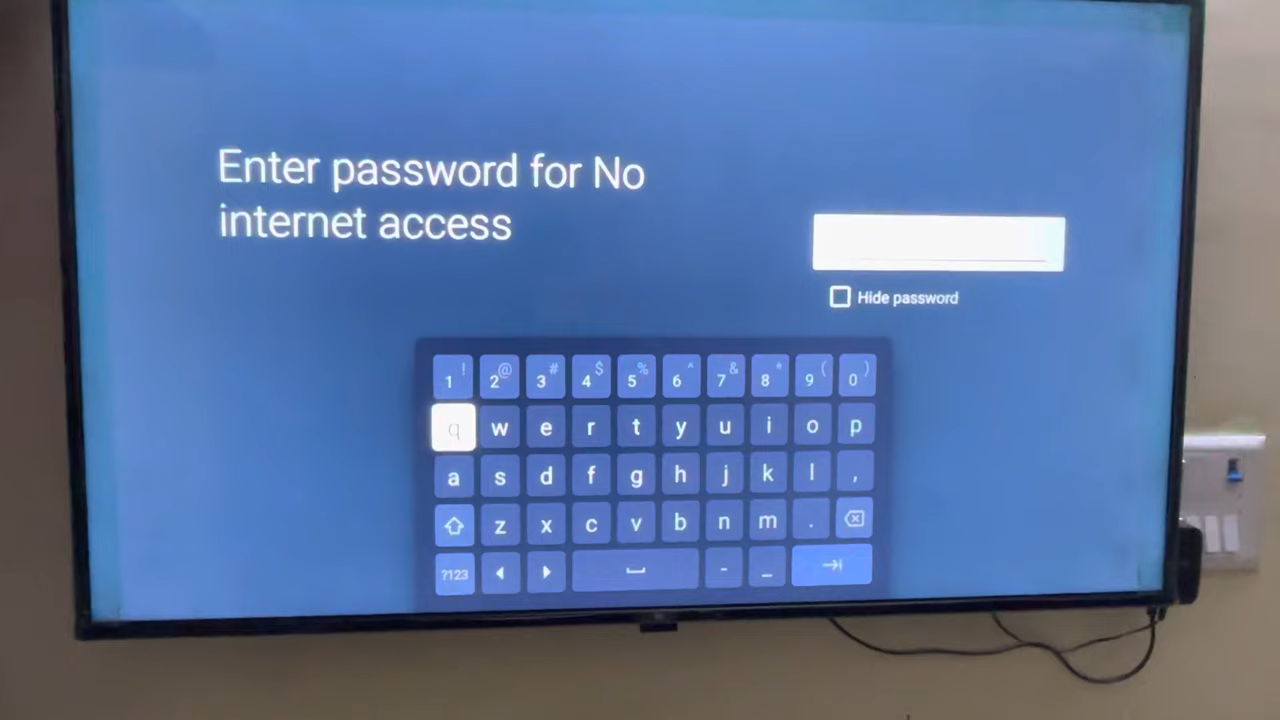 Enter password for No
internet access
Hide password
1 ! 2 @ 3 # 4 $ 5 % 6 ^ 7 & 8 * 9 ( 0 )
q w e r t y u i o p
a s d f g h j k l ,
z x c v b n m .
?123 - _